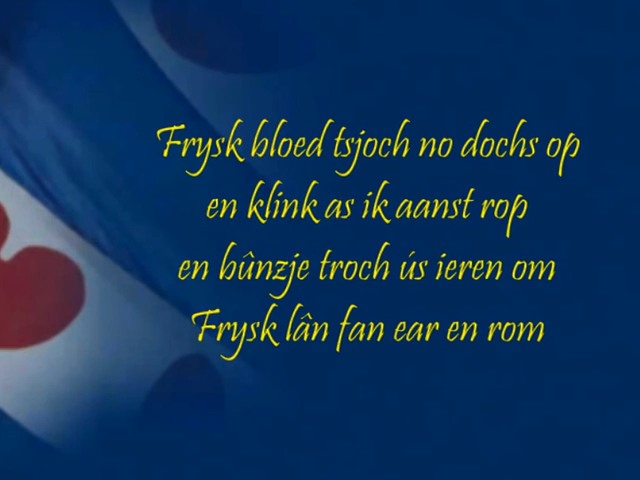 Frysk bloed tsjoch no dochs op
en klink as ik aanst rop
en bûnzje troch ús ieren om
Frysk lân fan ear en rom